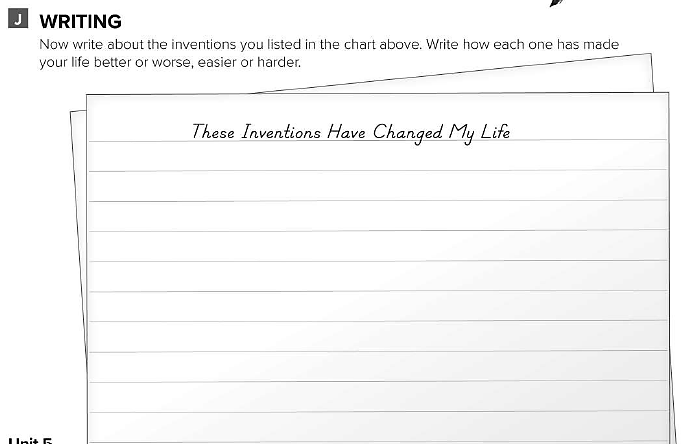 J WRITING
Now write about the inventions you listed in the chart above. Write how each one has made
your life better or worse, easier or harder.
These Inventions Have Changed My Life
Unit 5